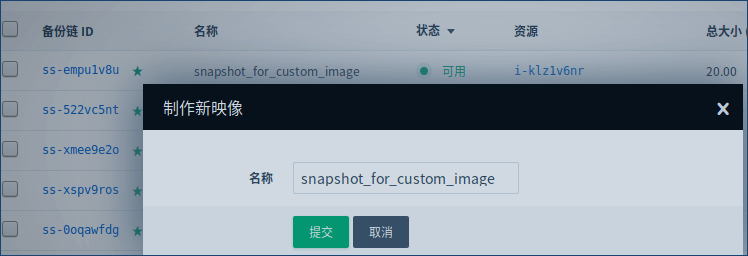 备份链 ID 名称 状态 资源 总大小 (
ss-empu1v8u snapshot_for_custom_image 可用 i-klz1v6nr 20.00
制作新映像
ss-522vc5nt
ss-xmee9e2o
名称 snapshot_for_custom_image
ss-xspv9ros
ss-0oqawfdg
提交 取消